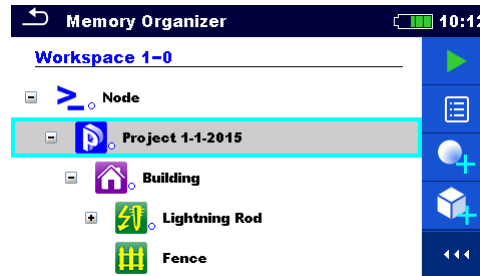 Memory Organizer
10:12
Workspace 1-0
Node
Project 1-1-2015
Building
Lightning Rod
Fence